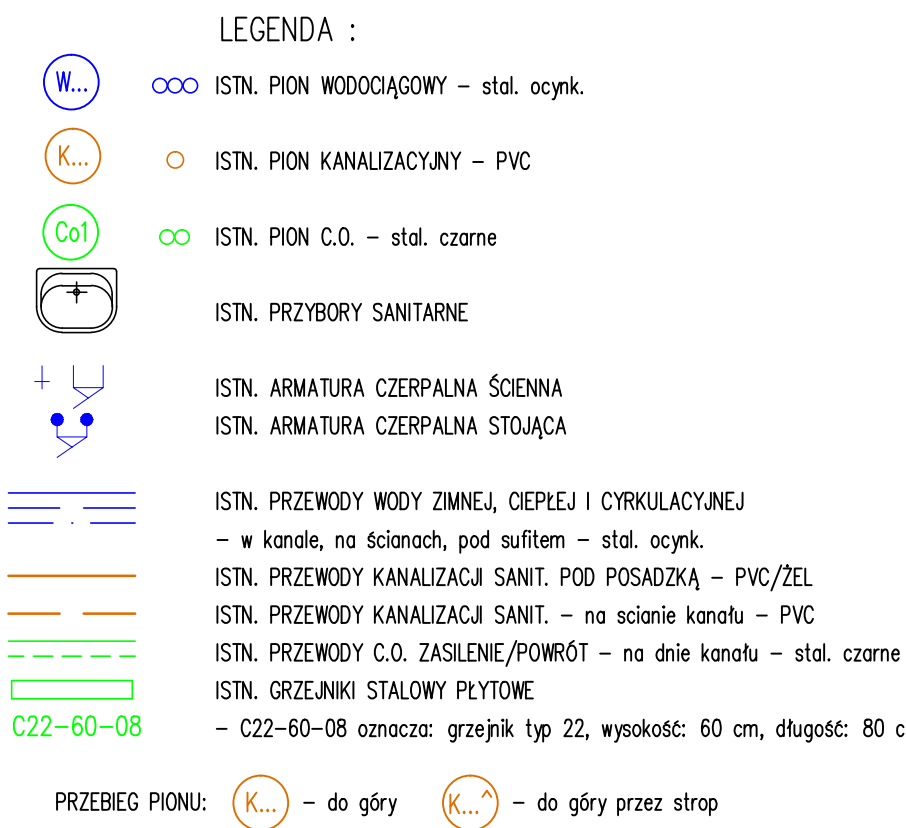 LEGENDA :
W... ISTN. PION WODOCIĄGOWY – stal. ocynk.
K... ISTN. PION KANALIZACYJNY – PVC
Co1 ISTN. PION C.O. – stal. czarne
ISTN. PRZYBORY SANITARNE
ISTN. ARMATURA CZERPALNA ŚCIENNA
ISTN. ARMATURA CZERPALNA STOJĄCA
ISTN. PRZEWODY WODY ZIMNEJ, CIEPŁEJ I CYRKULACYJNEJ
– w kanale, na ścianach, pod sufitem – stal. ocynk.
ISTN. PRZEWODY KANALIZACJI SANIT. POD POSADZKĄ – PVC/ŻEL
ISTN. PRZEWODY KANALIZACJI SANIT. – na scianie kanału – PVC
ISTN. PRZEWODY C.O. ZASILENIE/POWRÓT – na dnie kanału – stal. czarne
ISTN. GRZEJNIKI STALOWY PŁYTOWE
C22–60–08 – C22–60–08 oznacza: grzejnik typ 22, wysokość: 60 cm, długość: 80 c
PRZEBIEG PIONU: K... – do góry K...^ – do góry przez strop